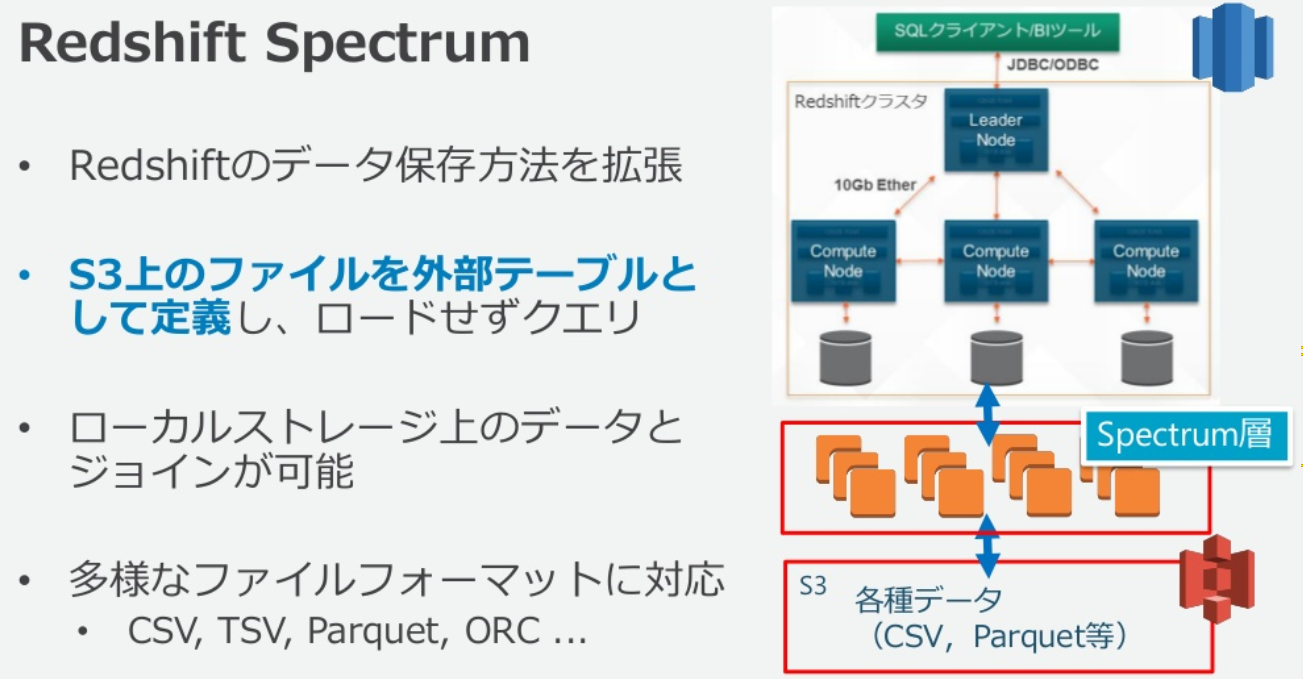 Redshift Spectrum
• Redshiftのデータ保存方法を拡張
• S3上のファイルを外部テーブルと
して定義し、ロードせずクエリ
• ローカルストレージ上のデータと
ジョインが可能
• 多様なファイルフォーマットに対応
• CSV, TSV, Parquet, ORC ...
SQLクライアント/BIツール
JDBC/ODBC
Redshiftクラスタ
Leader
Node
10Gb Ether
Compute
Node
Compute
Node
Compute
Node
Spectrum層
S3
各種データ
（CSV，Parquet等）